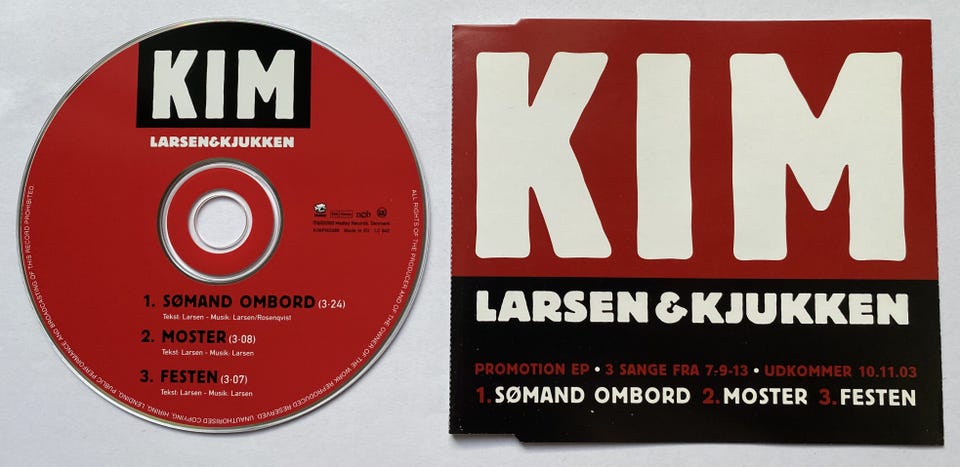 KIM
LARSEN&KJUKKEN
Medley Records, Denmark
Made in EU
1. SØMAND OMBORD (3:24)
Tekst: Larsen - Musik: Larsen/Rosenqvist
2. MOSTER (3:08)
Tekst: Larsen - Musik: Larsen
3. FESTEN (3:07)
Tekst: Larsen - Musik: Larsen
ALL RIGHTS OF THE PRODUCER AND OF THE OWNER OF THE WORK REPRODUCED RESERVED. UNAUTHORISED COPYING, HIRING, LENDING, PUBLIC PERFORMANCE AND BROADCASTING OF THIS RECORD PROHIBITED.
KIM
LARSEN & KJUKKEN
PROMOTION EP • 3 SANGE FRA 7-9-13 • UDKOMMER 10.11.03
1. SØMAND OMBORD 2. MOSTER 3. FESTEN